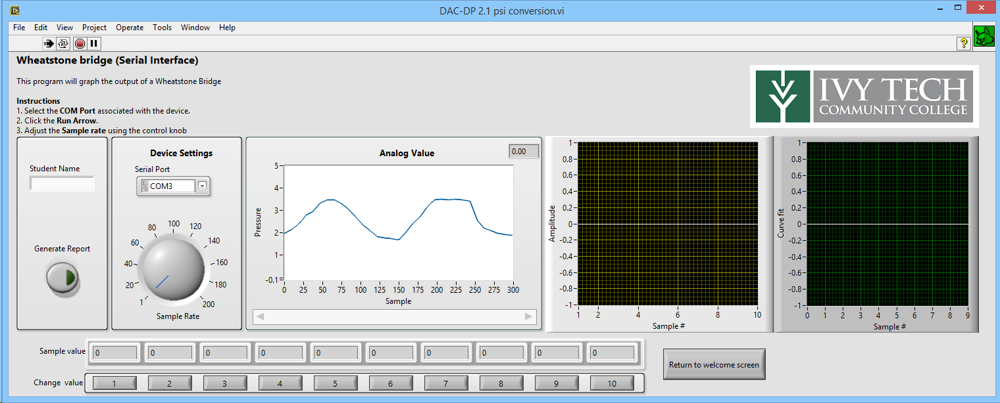 DAC-DP 2.1 psi conversion.vi
File Edit View Project Operate Tools Window Help
?
Wheatstone bridge (Serial Interface)
This program will graph the output of a Wheatstone Bridge
Instructions
1. Select the COM Port associated with the device.
2. Click the Run Arrow.
3. Adjust the Sample rate using the control knob
IVY TECH
COMMUNITY COLLEGE
Student Name
Generate Report
Device Settings
Serial Port
I/O COM3
1 20 40 60 80 100 120 140 160 180 200
Sample Rate
Analog Value
0.00
Pressure
5
4
3
2
1
-0.1
0 25 50 75 100 125 150 175 200 225 250 275 300
Sample
Amplitude
1
0.8
0.6
0.4
0.2
0
-0.2
-0.4
-0.6
-0.8
-1
1 2 4 6 8 10
Sample #
Curve fit
1
0.8
0.6
0.4
0.2
0
-0.2
-0.4
-0.6
-0.8
-1
0 1 2 3 4 5 6 7 8 9
Sample #
Sample value 0 0 0 0 0 0 0 0 0 0
Change value 1 2 3 4 5 6 7 8 9 10
Return to welcome screen